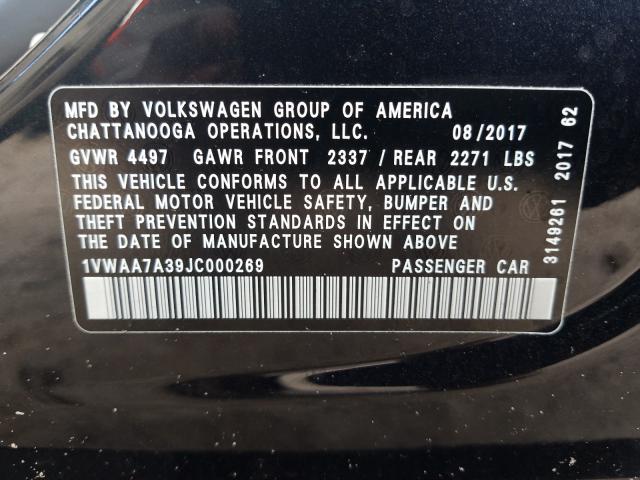 MFD BY VOLKSWAGEN GROUP OF AMERICA
CHATTANOOGA OPERATIONS, LLC. 08/2017
GVWR 4497 GAWR FRONT 2337 / REAR 2271 LBS
THIS VEHICLE CONFORMS TO ALL APPLICABLE U.S.
FEDERAL MOTOR VEHICLE SAFETY, BUMPER AND
THEFT PREVENTION STANDARDS IN EFFECT ON
THE DATE OF MANUFACTURE SHOWN ABOVE
1VWAA7A39JC000269 PASSENGER CAR
3149261 2017 62